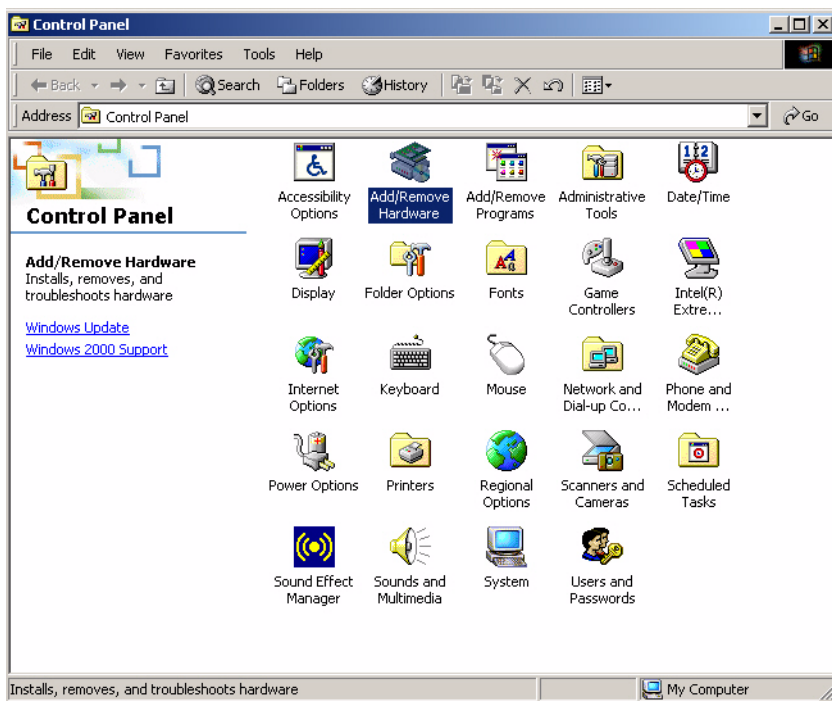 Control Panel
File Edit View Favorites Tools Help
Back Search Folders History
Address Control Panel Go
Control Panel
Add/Remove Hardware
Installs, removes, and
troubleshoots hardware
Windows Update
Windows 2000 Support
Accessibility
Options
Add/Remove
Hardware
Add/Remove
Programs
Administrative
Tools
Date/Time
Display
Folder Options
Fonts
Game
Controllers
Intel(R)
Extre...
Internet
Options
Keyboard
Mouse
Network and
Dial-up Co...
Phone and
Modem ...
Power Options
Printers
Regional
Options
Scanners and
Cameras
Scheduled
Tasks
Sound Effect
Manager
Sounds and
Multimedia
System
Users and
Passwords
Installs, removes, and troubleshoots hardware
My Computer